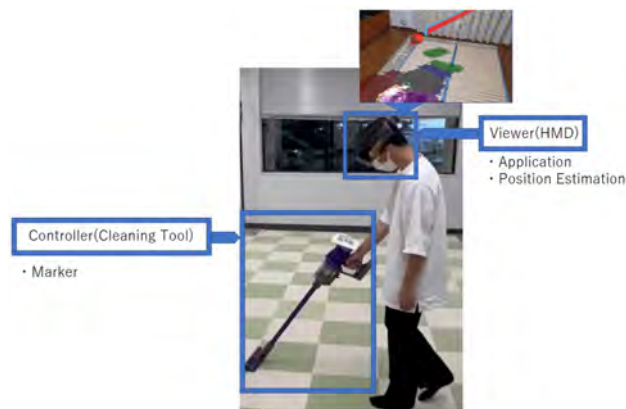 Viewer(HMD)
・Application
・Position Estimation
Controller(Cleaning Tool)
・Marker